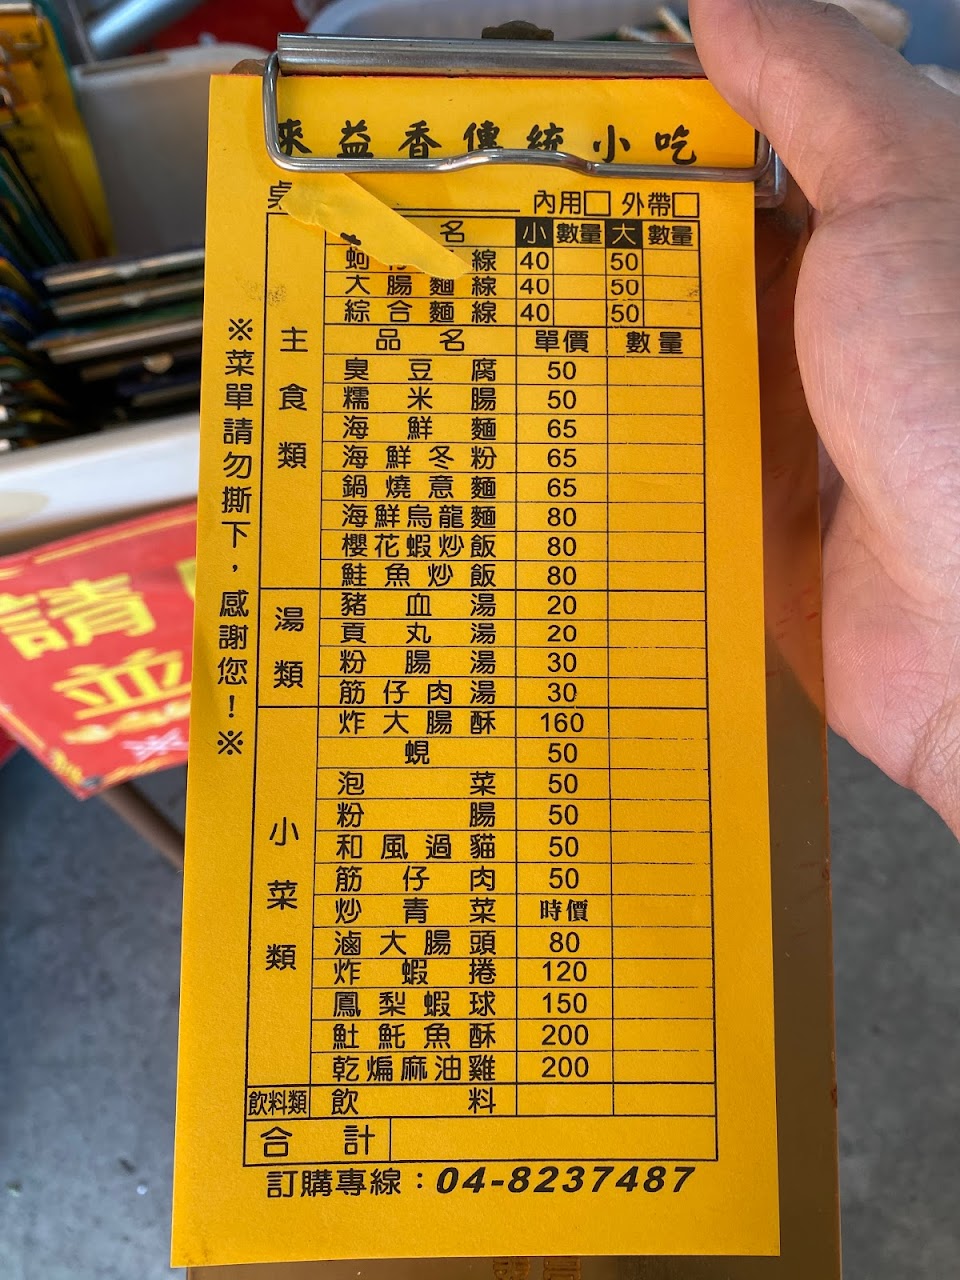 來益香傳統小吃
內用□ 外帶□
名 小 數量 大 數量
蚵 線 40 50
大腸麵線 40 50
綜合麵線 40 50
主食類
品名 單價 數量
臭豆腐 50
糯米腸 50
海鮮麵 65
海鮮冬粉 65
鍋燒意麵 65
海鮮烏龍麵 80
櫻花蝦炒飯 80
鮭魚炒飯 80
湯類
豬血湯 20
貢丸湯 20
粉腸湯 30
筋仔肉湯 30
小菜類
炸大腸酥 160
蜆 50
泡菜 50
粉腸 50
和風過貓 50
筋仔肉 50
炒青菜 時價
滷大腸頭 80
炸蝦捲 120
鳳梨蝦球 150
魠魠魚酥 200
乾煸麻油雞 200
飲料類 飲料
合計
訂購專線：04-8237487
※菜單請勿撕下，感謝您！※
請
並